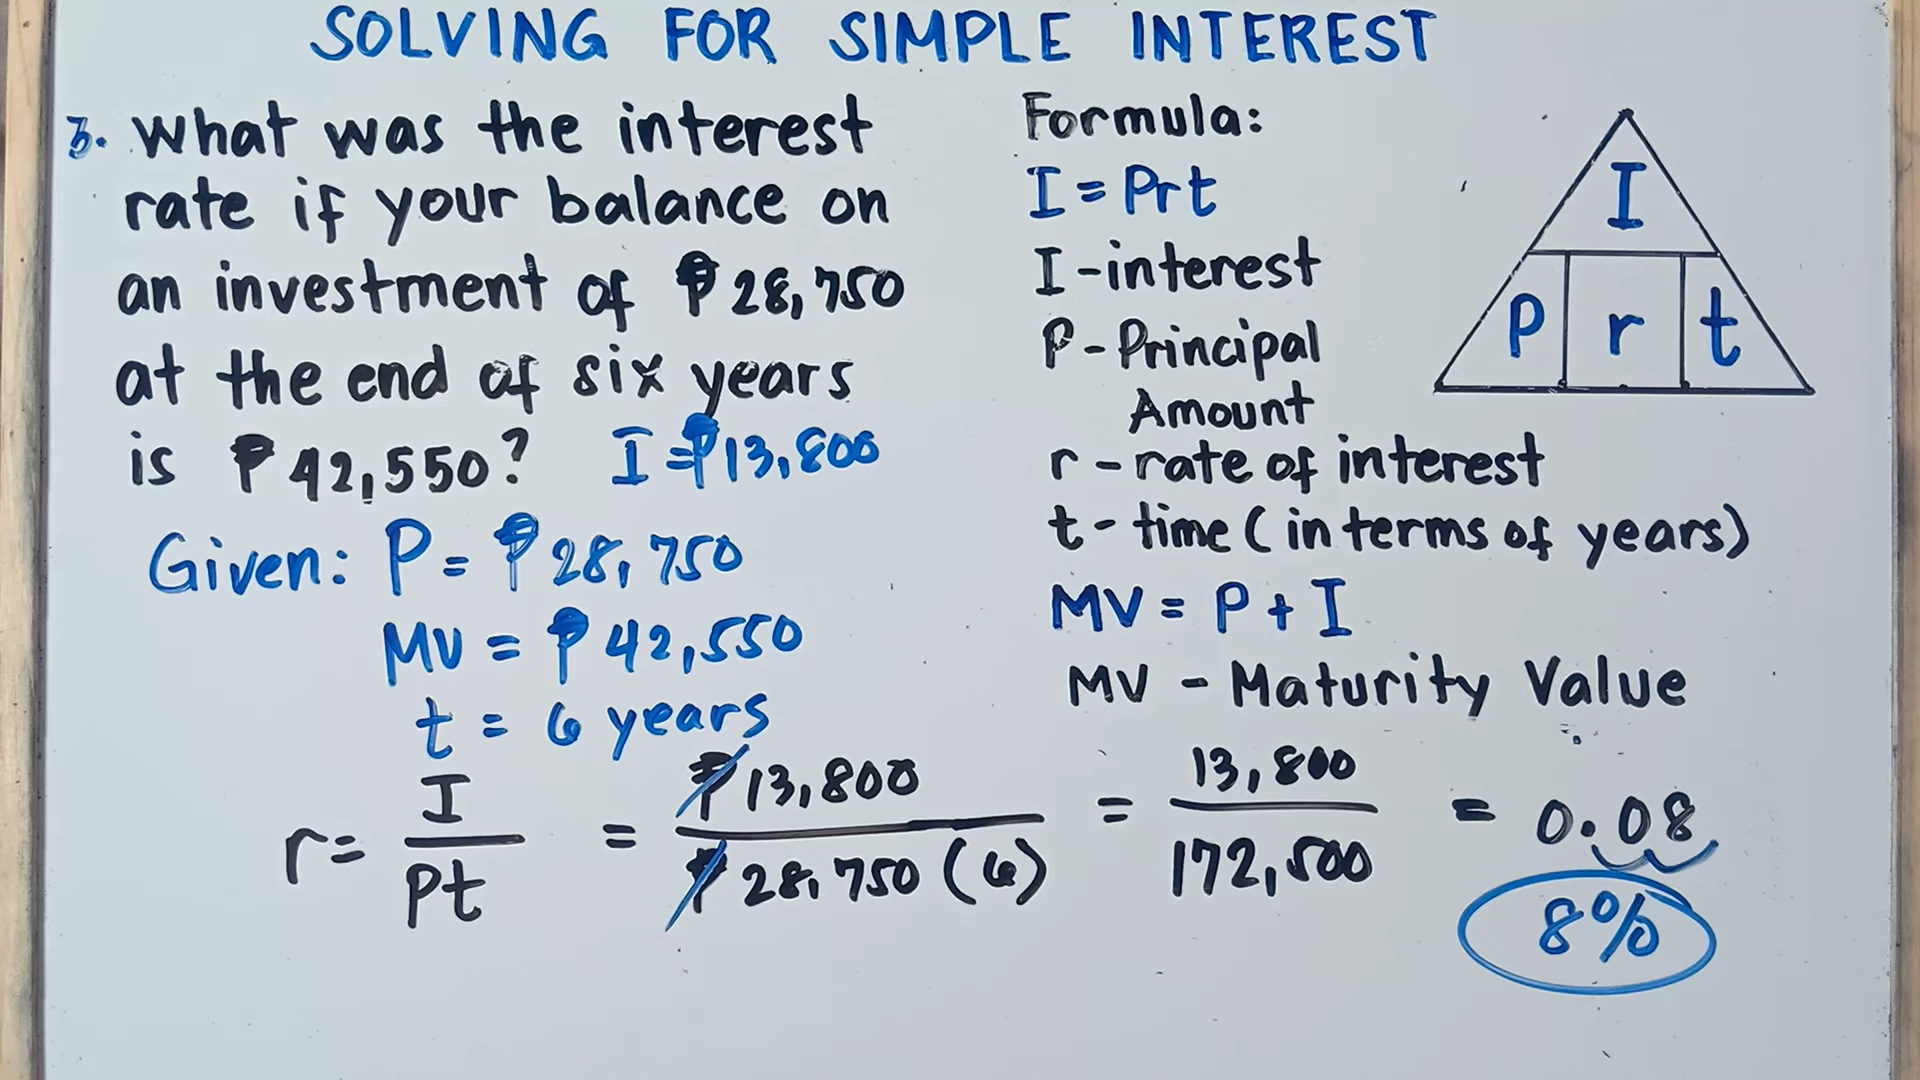 SOLVING FOR SIMPLE INTEREST
3. What was the interest
rate if your balance on
an investment of ₱28,750
at the end of six years
is ₱42,550? I=₱13,800
Given: P = ₱28,750
MV = ₱42,550
t = 6 years
Formula:
I = Prt
I - interest
P - Principal
Amount
r - rate of interest
t - time (in terms of years)
MV = P + I
MV - Maturity Value
I
P r t
r = I / Pt = ₱13,800 / ₱28,750 (6) = 13,800 / 172,500 = 0.08
8%